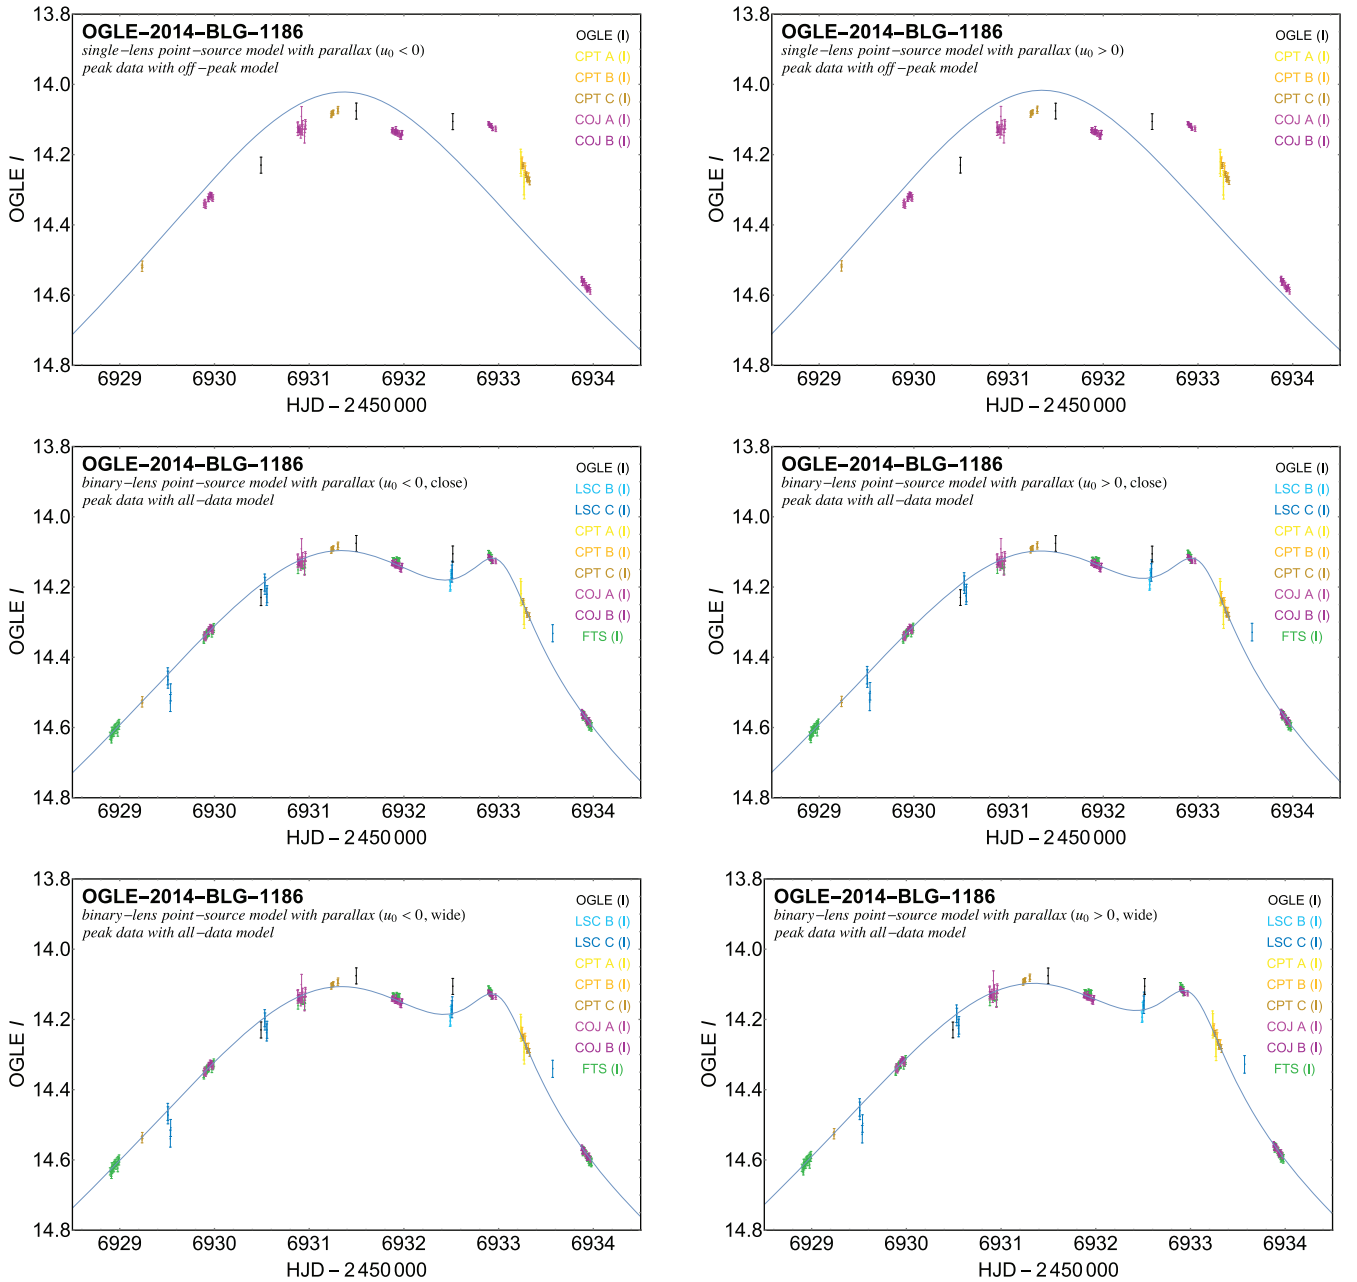 OGLE−2014−BLG−1186
single−lens point−source model with parallax (u0 < 0)
peak data with off−peak model
OGLE (I)
CPT A (I)
CPT B (I)
CPT C (I)
COJ A (I)
COJ B (I)
13.8
14.0
14.2
14.4
14.6
14.8
OGLE I
6929 6930 6931 6932 6933 6934
HJD − 2 450 000
OGLE−2014−BLG−1186
single−lens point−source model with parallax (u0 > 0)
peak data with off−peak model
OGLE (I)
CPT A (I)
CPT B (I)
CPT C (I)
COJ A (I)
COJ B (I)
13.8
14.0
14.2
14.4
14.6
14.8
OGLE I
6929 6930 6931 6932 6933 6934
HJD − 2 450 000
OGLE−2014−BLG−1186
binary−lens point−source model with parallax (u0 < 0, close)
peak data with all−data model
OGLE (I)
LSC B (I)
LSC C (I)
CPT A (I)
CPT B (I)
CPT C (I)
COJ A (I)
COJ B (I)
FTS (I)
13.8
14.0
14.2
14.4
14.6
14.8
OGLE I
6929 6930 6931 6932 6933 6934
HJD − 2 450 000
OGLE−2014−BLG−1186
binary−lens point−source model with parallax (u0 > 0, close)
peak data with all−data model
OGLE (I)
LSC B (I)
LSC C (I)
CPT A (I)
CPT B (I)
CPT C (I)
COJ A (I)
COJ B (I)
FTS (I)
13.8
14.0
14.2
14.4
14.6
14.8
OGLE I
6929 6930 6931 6932 6933 6934
HJD − 2 450 000
OGLE−2014−BLG−1186
binary−lens point−source model with parallax (u0 < 0, wide)
peak data with all−data model
OGLE (I)
LSC B (I)
LSC C (I)
CPT A (I)
CPT B (I)
CPT C (I)
COJ A (I)
COJ B (I)
FTS (I)
13.8
14.0
14.2
14.4
14.6
14.8
OGLE I
6929 6930 6931 6932 6933 6934
HJD − 2 450 000
OGLE−2014−BLG−1186
binary−lens point−source model with parallax (u0 > 0, wide)
peak data with all−data model
OGLE (I)
LSC B (I)
LSC C (I)
CPT A (I)
CPT B (I)
CPT C (I)
COJ A (I)
COJ B (I)
FTS (I)
13.8
14.0
14.2
14.4
14.6
14.8
OGLE I
6929 6930 6931 6932 6933 6934
HJD − 2 450 000